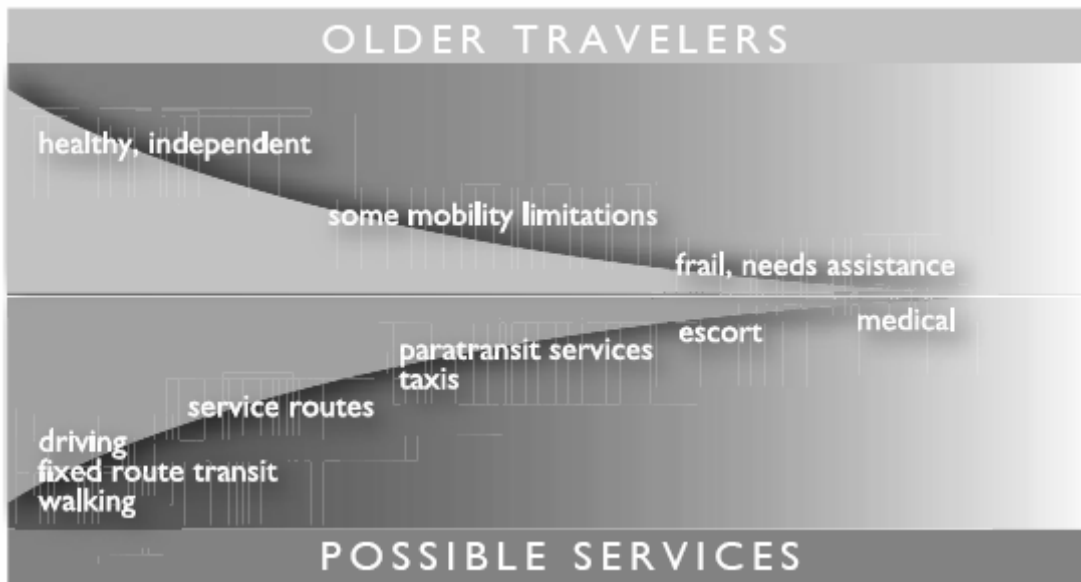 OLDER TRAVELERS
healthy, independent
some mobility limitations
frail, needs assistance
medical
escort
paratransit services
taxis
service routes
driving
fixed route transit
walking
POSSIBLE SERVICES